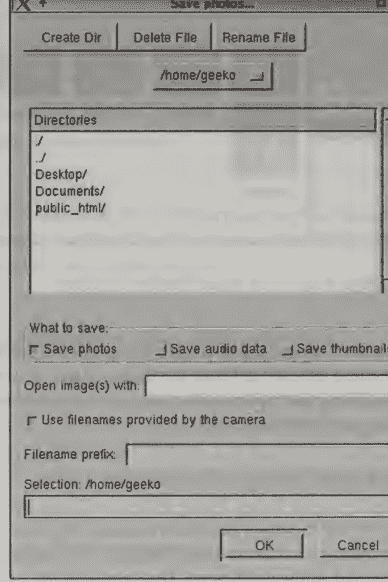 Save photos...
Create Dir Delete File Rename File
/home/geeko
Directories
./
../
Desktop/
Documents/
public_html/
What to save:
Save photos Save audio data Save thumbnail
Open image(s) with:
Use filenames provided by the camera
Filename prefix:
Selection: /home/geeko
OK Cancel